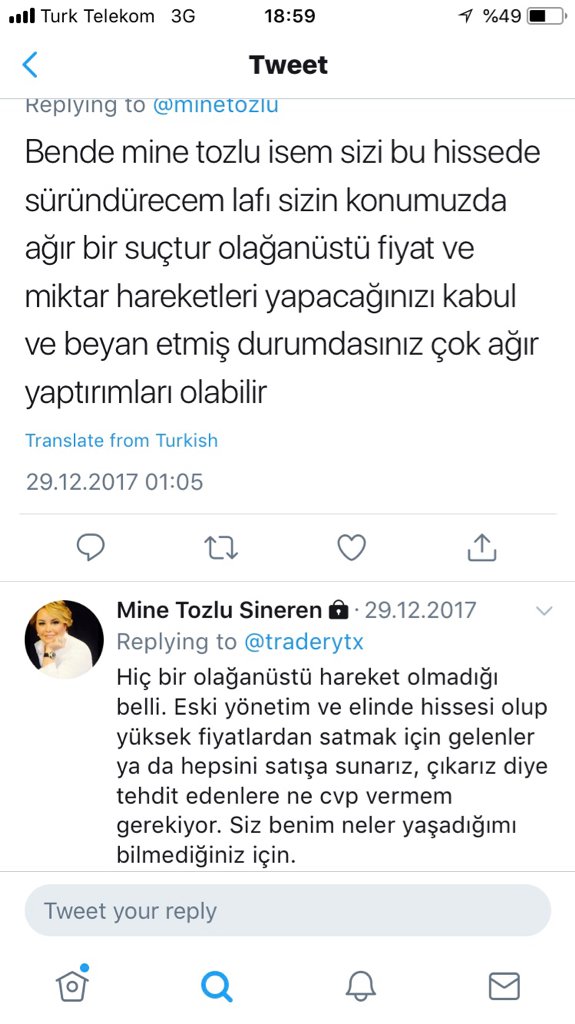 Turk Telekom 3G 18:59 %49
Tweet
Replying to @minetozlu
Bende mine tozlu isem sizi bu hissede
süründürecem lafı sizin konumuzda
ağır bir suçtur olağanüstü fiyat ve
miktar hareketleri yapacağınızı kabul
ve beyan etmiş durumdasınız çok ağır
yaptırımları olabilir
Translate from Turkish
29.12.2017 01:05
Mine Tozlu Sineren · 29.12.2017
Replying to @traderytx
Hiç bir olağanüstü hareket olmadığı
belli. Eski yönetim ve elinde hissesi olup
yüksek fiyatlardan satmak için gelenler
ya da hepsini satışa sunarız, çıkarız diye
tehdit edenlere ne cvp vermem
gerekiyor. Siz benim neler yaşadığımı
bilmediğiniz için.
Tweet your reply